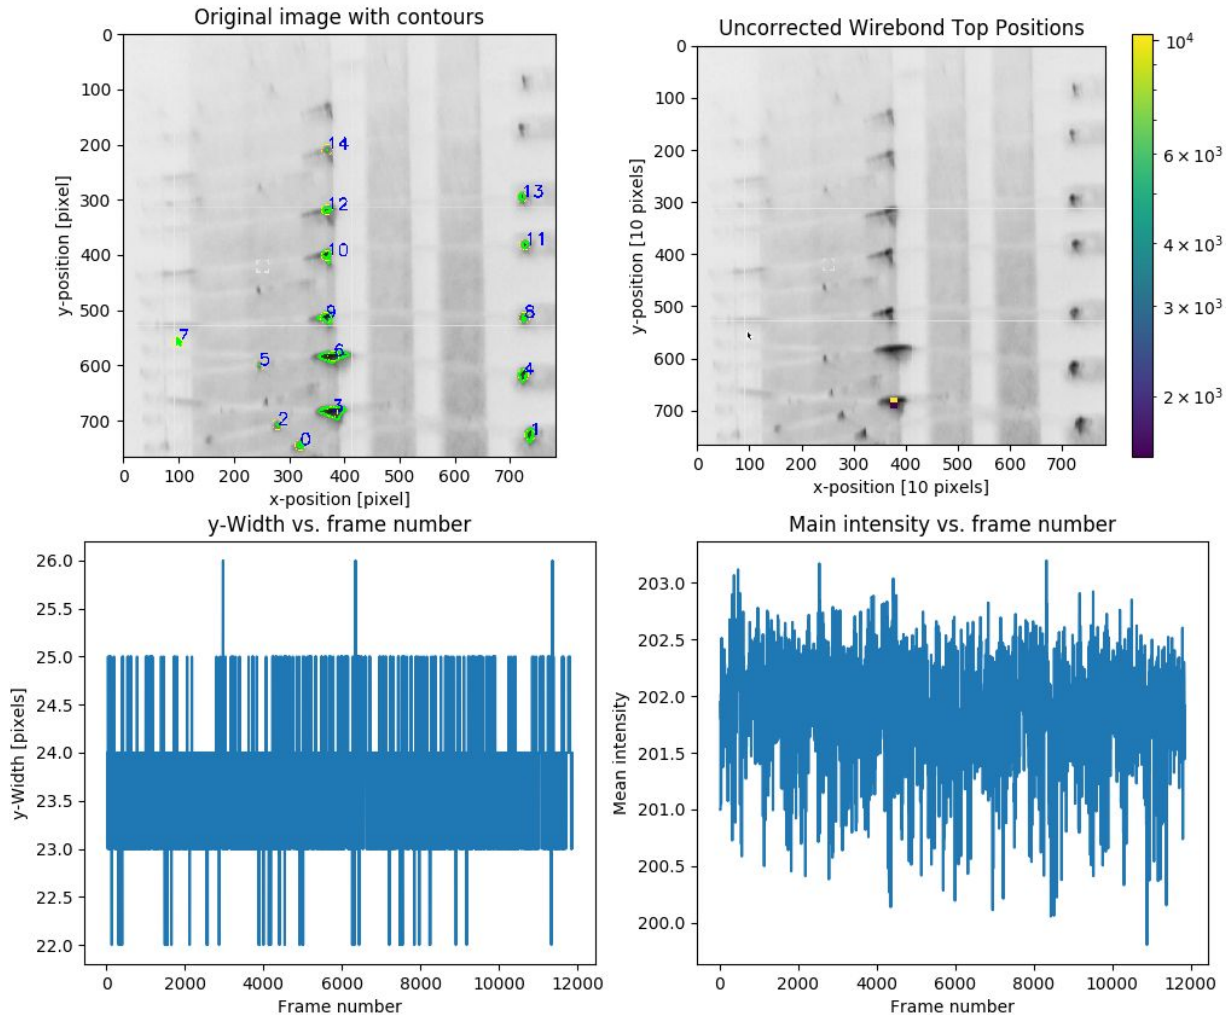 Original image with contours
0
100
200
300
400
500
600
700
y-position [pixel]
14
12
13
11
10
9
8
7
6
5
4
3
2
1
0
0 100 200 300 400 500 600 700
x-position [pixel]
Uncorrected Wirebond Top Positions
0
100
200
300
400
500
600
700
y-position [10 pixels]
0 100 200 300 400 500 600 700
x-position [10 pixels]
10⁴
6 × 10³
4 × 10³
3 × 10³
2 × 10³
y-Width vs. frame number
26.0
25.5
25.0
24.5
24.0
23.5
23.0
22.5
22.0
y-Width [pixels]
0 2000 4000 6000 8000 10000 12000
Frame number
Main intensity vs. frame number
203.0
202.5
202.0
201.5
201.0
200.5
200.0
Mean intensity
0 2000 4000 6000 8000 10000 12000
Frame number